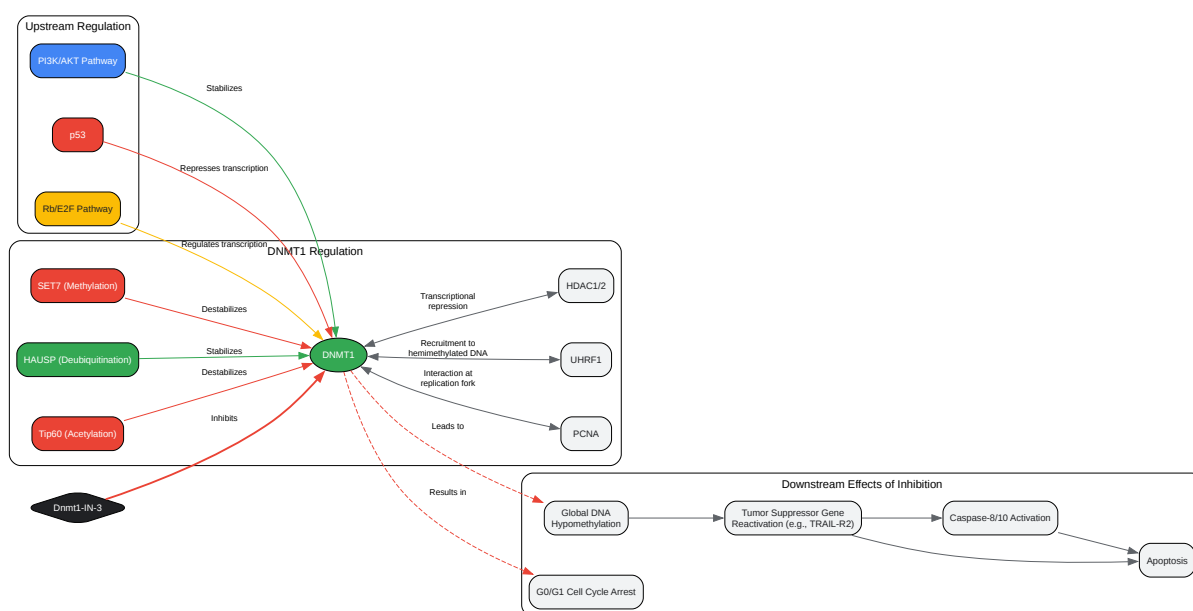 Upstream Regulation
PI3K/AKT Pathway
Stabilizes
p53
Represses transcription
Rb/E2F Pathway
Regulates transcription
DNMT1 Regulation
SET7 (Methylation)
Destabilizes
HAUSP (Deubiquitination)
Stabilizes
Destabilizes
Tip60 (Acetylation)
Inhibits
Dnmt1-IN-3
DNMT1
Transcriptional
repression
HDAC1/2
Recruitment to
hemimethylated DNA
UHRF1
Interaction at
replication fork
PCNA
Leads to
Results in
Downstream Effects of Inhibition
Global DNA
Hypomethylation
Tumor Suppressor Gene
Reactivation (e.g., TRAIL-R2)
Caspase-8/10 Activation
Apoptosis
G0/G1 Cell Cycle Arrest